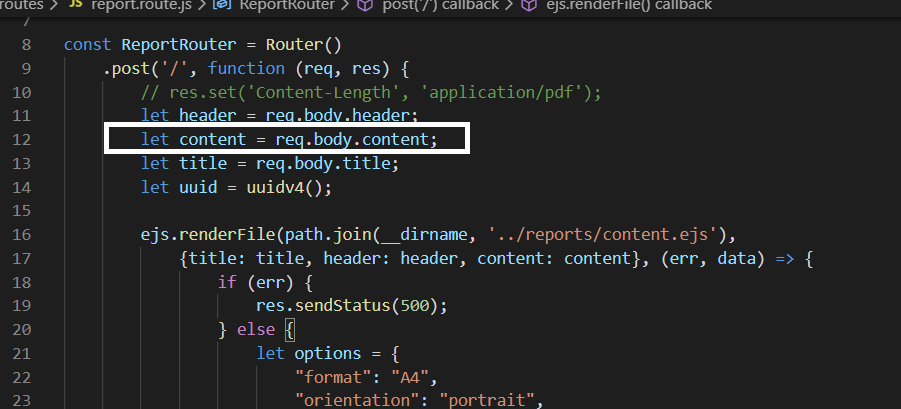 routes > JS report.route.js > ReportRouter > post('/') callback > ejs.renderFile() callback
7
8 const ReportRouter = Router()
9 .post('/', function (req, res) {
10 // res.set('Content-Length', 'application/pdf');
11 let header = req.body.header;
12 let content = req.body.content;
13 let title = req.body.title;
14 let uuid = uuidv4();
15
16 ejs.renderFile(path.join(__dirname, '../reports/content.ejs'),
17 {title: title, header: header, content: content}, (err, data) => {
18 if (err) {
19 res.sendStatus(500);
20 } else {
21 let options = {
22 "format": "A4",
23 "orientation": "portrait",